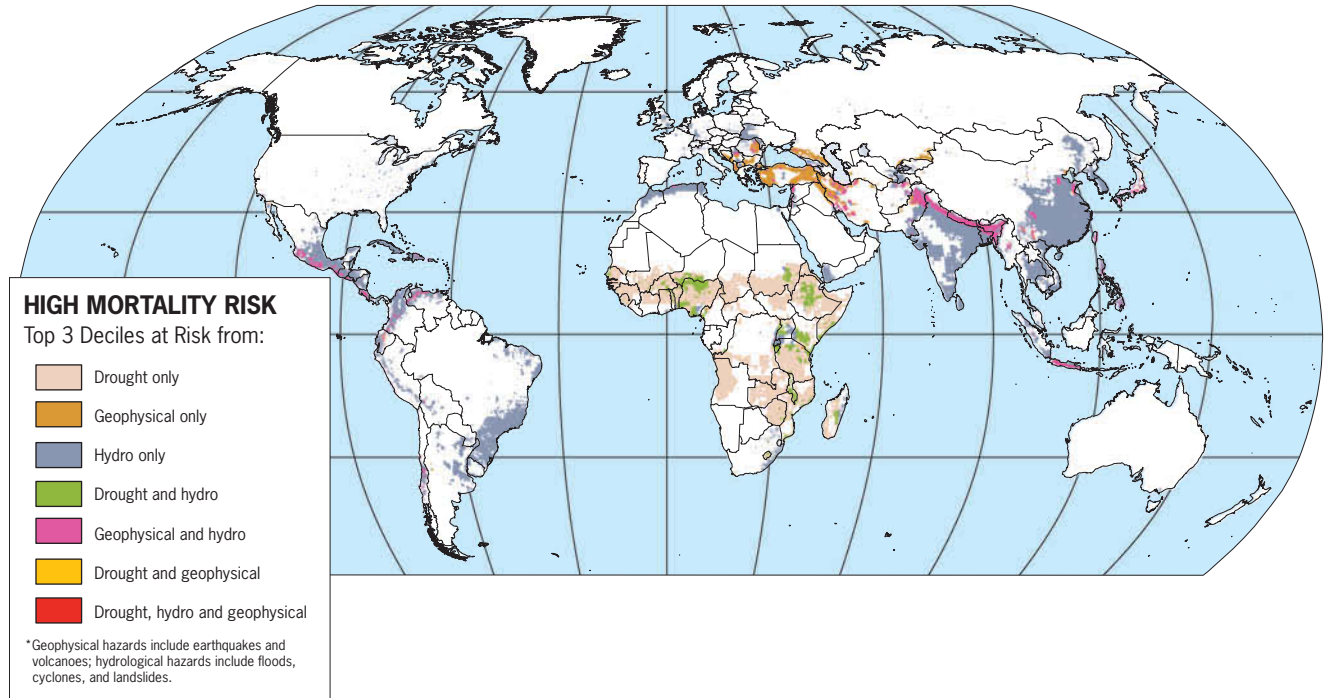 HIGH MORTALITY RISK
Top 3 Deciles at Risk from:
Drought only
Geophysical only
Hydro only
Drought and hydro
Geophysical and hydro
Drought and geophysical
Drought, hydro and geophysical
*Geophysical hazards include earthquakes and
volcanoes; hydrological hazards include floods,
cyclones, and landslides.